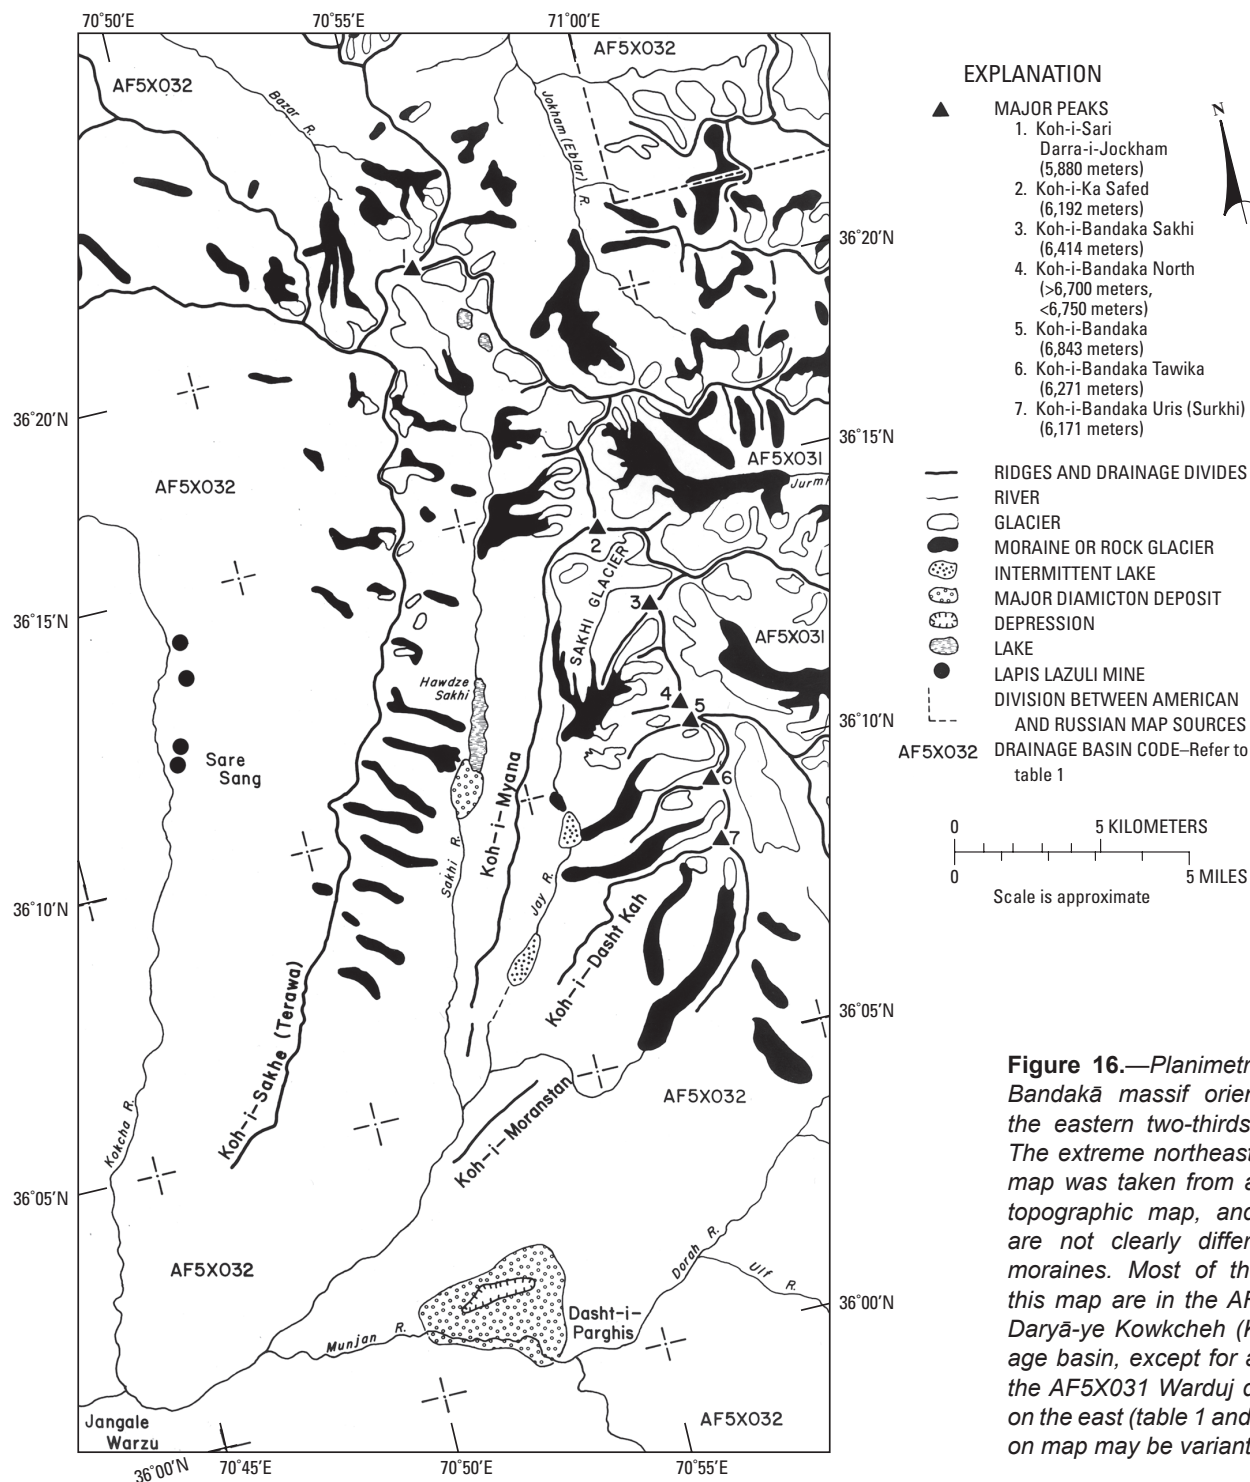 70°50'E
70°55'E
71°00'E
AF5X032
AF5X032
Bazar R.
Jokham (Eblar) R.
1
36°20'N
36°20'N
36°15'N
AF5X032
AF5X031
Jurm
2
SAKHI GLACIER
3
36°15'N
AF5X031
Hawdze
Sakhi
4
5
36°10'N
Sare
Sang
6
Koh-i-Myana
7
Sakhi R.
Jay R.
36°10'N
Koh-i-Dasht Kah
Koh-i-Sakhe (Terawa)
36°05'N
Koh-i-Moranstan
AF5X032
Kokcha R.
36°05'N
AF5X032
Dorah R.
Ulf R.
36°00'N
Dasht-i-
Parghis
Munjan R.
Jangale
Warzu
AF5X032
36°00'N
70°45'E
70°50'E
70°55'E
EXPLANATION
N
MAJOR PEAKS
1. Koh-i-Sari
Darra-i-Jockham
(5,880 meters)
2. Koh-i-Ka Safed
(6,192 meters)
3. Koh-i-Bandaka Sakhi
(6,414 meters)
4. Koh-i-Bandaka North
(>6,700 meters,
<6,750 meters)
5. Koh-i-Bandaka
(6,843 meters)
6. Koh-i-Bandaka Tawika
(6,271 meters)
7. Koh-i-Bandaka Uris (Surkhi)
(6,171 meters)
RIDGES AND DRAINAGE DIVIDES
RIVER
GLACIER
MORAINE OR ROCK GLACIER
INTERMITTENT LAKE
MAJOR DIAMICTON DEPOSIT
DEPRESSION
LAKE
LAPIS LAZULI MINE
DIVISION BETWEEN AMERICAN
AND RUSSIAN MAP SOURCES
AF5X032 DRAINAGE BASIN CODE–Refer to
table 1
0 5 KILOMETERS
0 5 MILES
Scale is approximate
Figure 16.—Planimetr
Bandakā massif orien
the eastern two-thirds
The extreme northeast
map was taken from a
topographic map, and
are not clearly differ
moraines. Most of th
this map are in the AF
Daryā-ye Kowkcheh (K
age basin, except for a
the AF5X031 Warduj d
on the east (table 1 and
on map may be variant